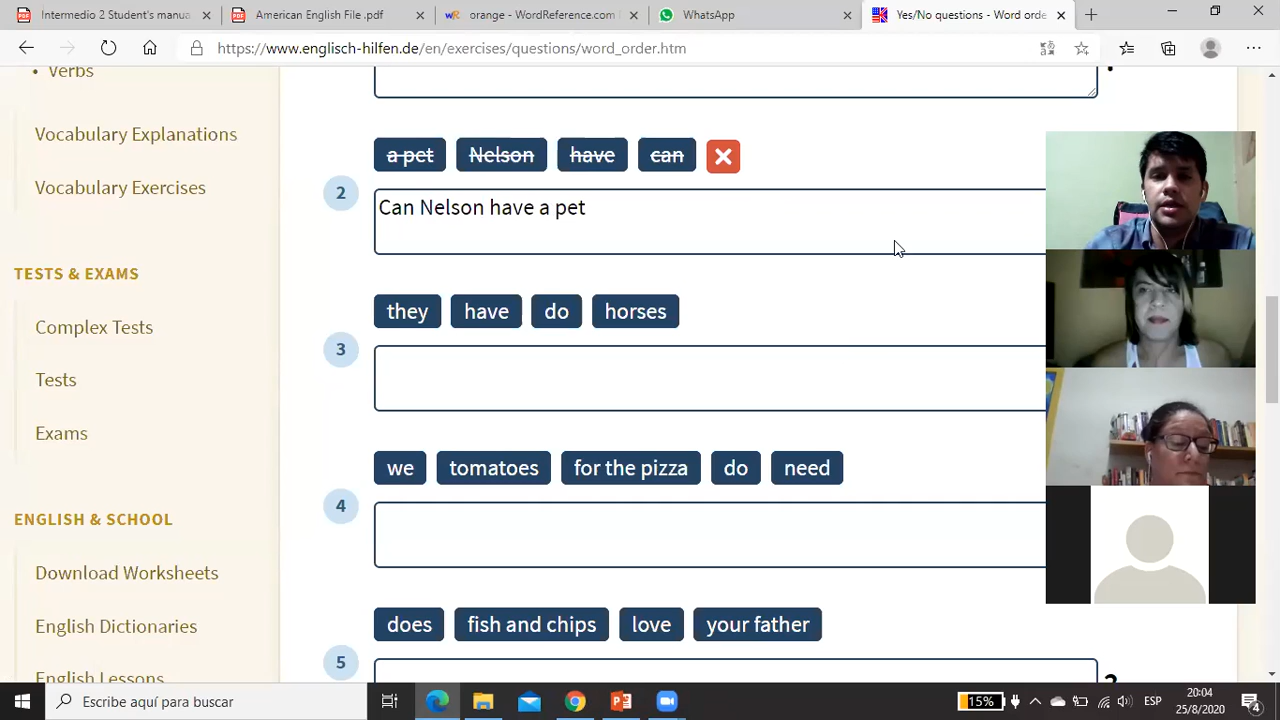 Intermedio 2 Student's manua
American English File.pdf
orange - WordReference.com
WhatsApp
Yes/No questions - Word orde
https://www.englisch-hilfen.de/en/exercises/questions/word_order.htm
• Verbs
Vocabulary Explanations
Vocabulary Exercises
TESTS & EXAMS
Complex Tests
Tests
Exams
ENGLISH & SCHOOL
Download Worksheets
English Dictionaries
English Lessons
a pet Nelson have can
2
Can Nelson have a pet
they have do horses
3
we tomatoes for the pizza do need
4
does fish and chips love your father
5
?
Escribe aquí para buscar
15%
ESP
20:04
25/8/2020
4